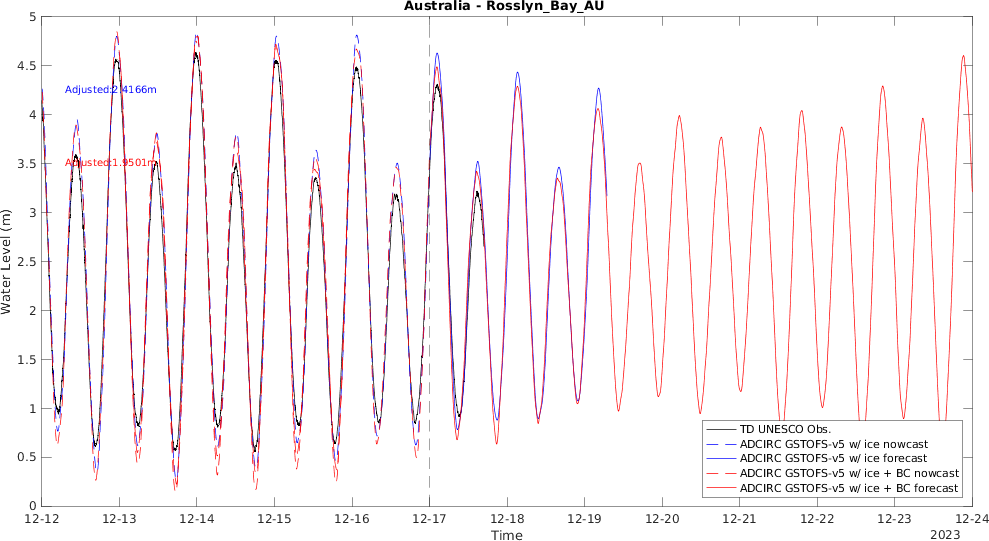 Australia - Rosslyn_Bay_AU
5
4.5
4
3.5
3
2.5
2
1.5
1
0.5
0
Water Level (m)
Adjusted:2.4166m
Adjusted:1.9501m
TD UNESCO Obs.
ADCIRC GSTOFS-v5 w/ ice nowcast
ADCIRC GSTOFS-v5 w/ ice forecast
ADCIRC GSTOFS-v5 w/ ice + BC nowcast
ADCIRC GSTOFS-v5 w/ ice + BC forecast
12-12 12-13 12-14 12-15 12-16 12-17 12-18 12-19 12-20 12-21 12-22 12-23 12-24
Time
2023